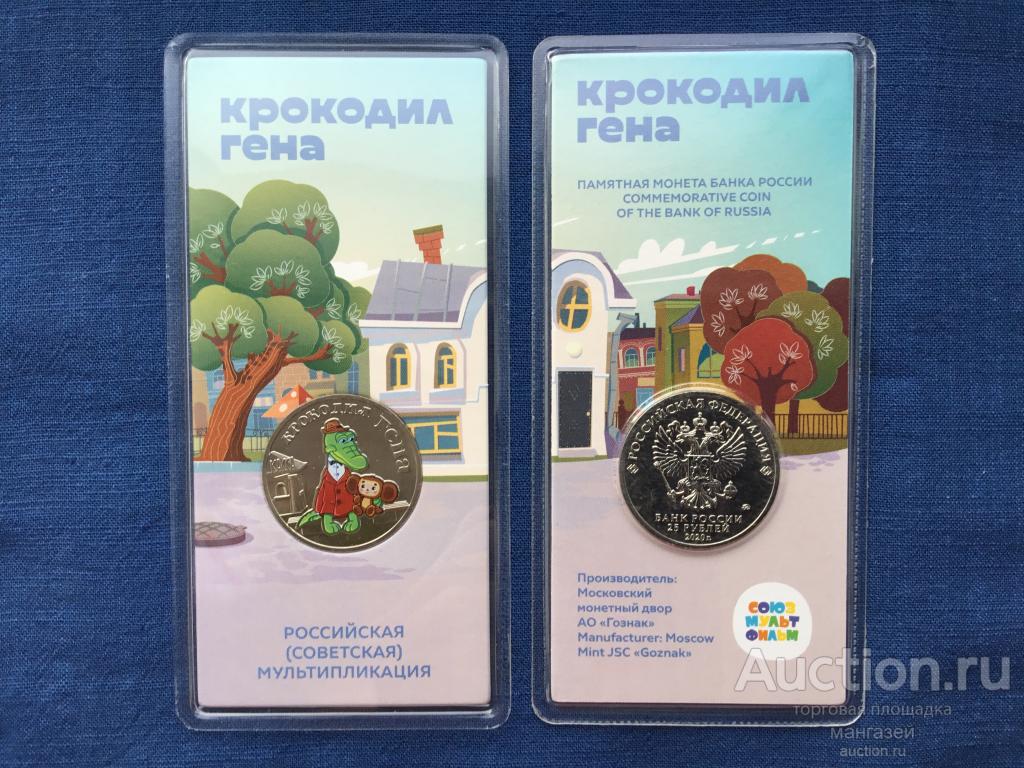 крокодил
гена
КРОКОДИЛ ГЕНА
РОССИЙСКАЯ
(СОВЕТСКАЯ)
МУЛЬТИПЛИКАЦИЯ
крокодил
гена
ПАМЯТНАЯ МОНЕТА БАНКА РОССИИ
COMMEMORATIVE COIN
OF THE BANK OF RUSSIA
РОССИЙСКАЯ ФЕДЕРАЦИЯ
БАНК РОССИИ
25 РУБЛЕЙ
2020 г.
Производитель:
Московский
монетный двор
АО «Гознак»
Manufacturer: Moscow
Mint JSC «Goznak»
СОЮЗ
МУЛЬТ
ФИЛЬМ
Auction.ru
торговая площадка
мангазей
auction.ru